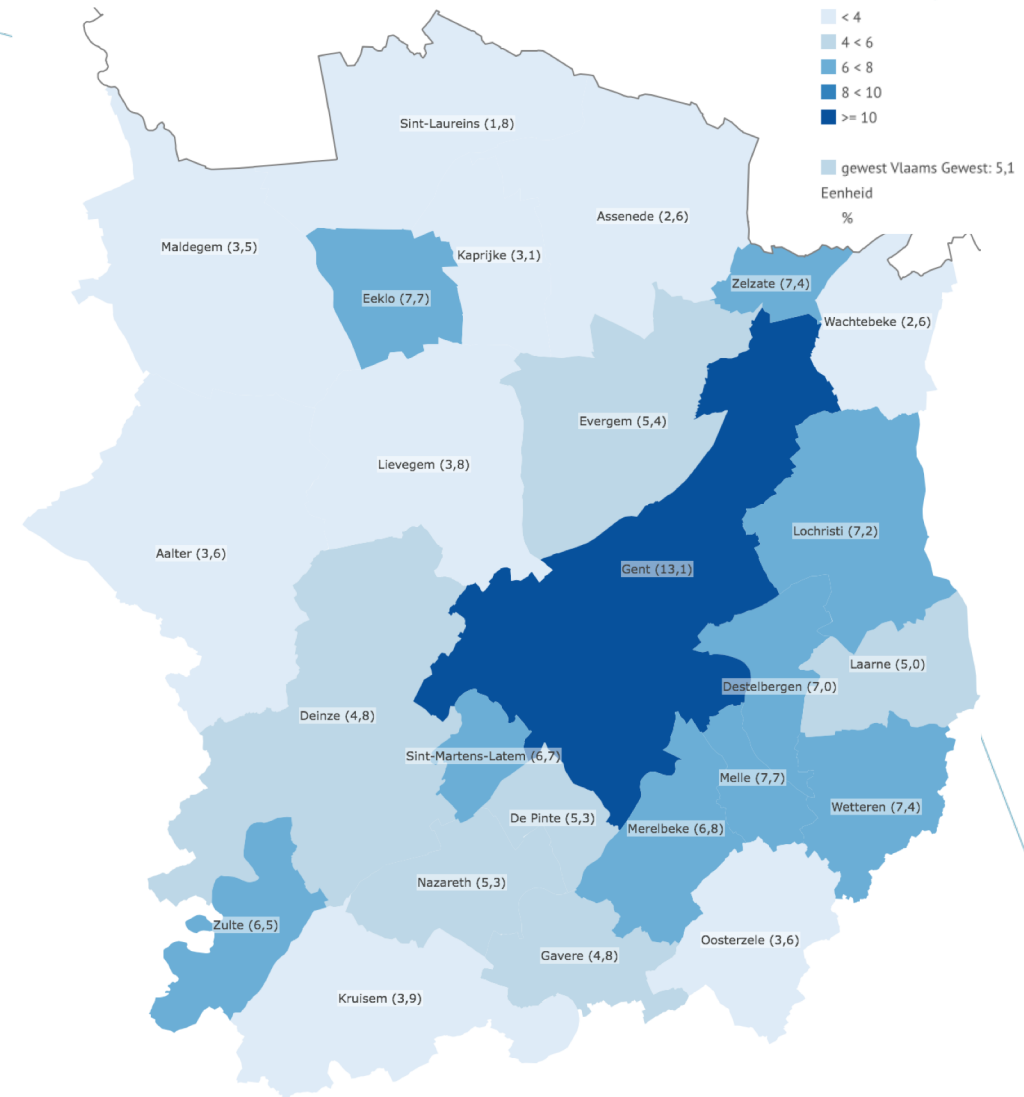 < 4
4 < 6
6 < 8
8 < 10
>= 10
gewest Vlaams Gewest: 5,1
Eenheid
%
Sint-Laureins (1,8)
Assenede (2,6)
Maldegem (3,5)
Kaprijke (3,1)
Zelzate (7,4)
Eeklo (7,7)
Wachtebeke (2,6)
Evergem (5,4)
Lievegem (3,8)
Lochristi (7,2)
Aalter (3,6)
Gent (13,1)
Laarne (5,0)
Destelbergen (7,0)
Deinze (4,8)
Sint-Martens-Latem (6,7)
Melle (7,7)
Wetteren (7,4)
De Pinte (5,3)
Merelbeke (6,8)
Nazareth (5,3)
Zulte (6,5)
Oosterzele (3,6)
Gavere (4,8)
Kruisem (3,9)